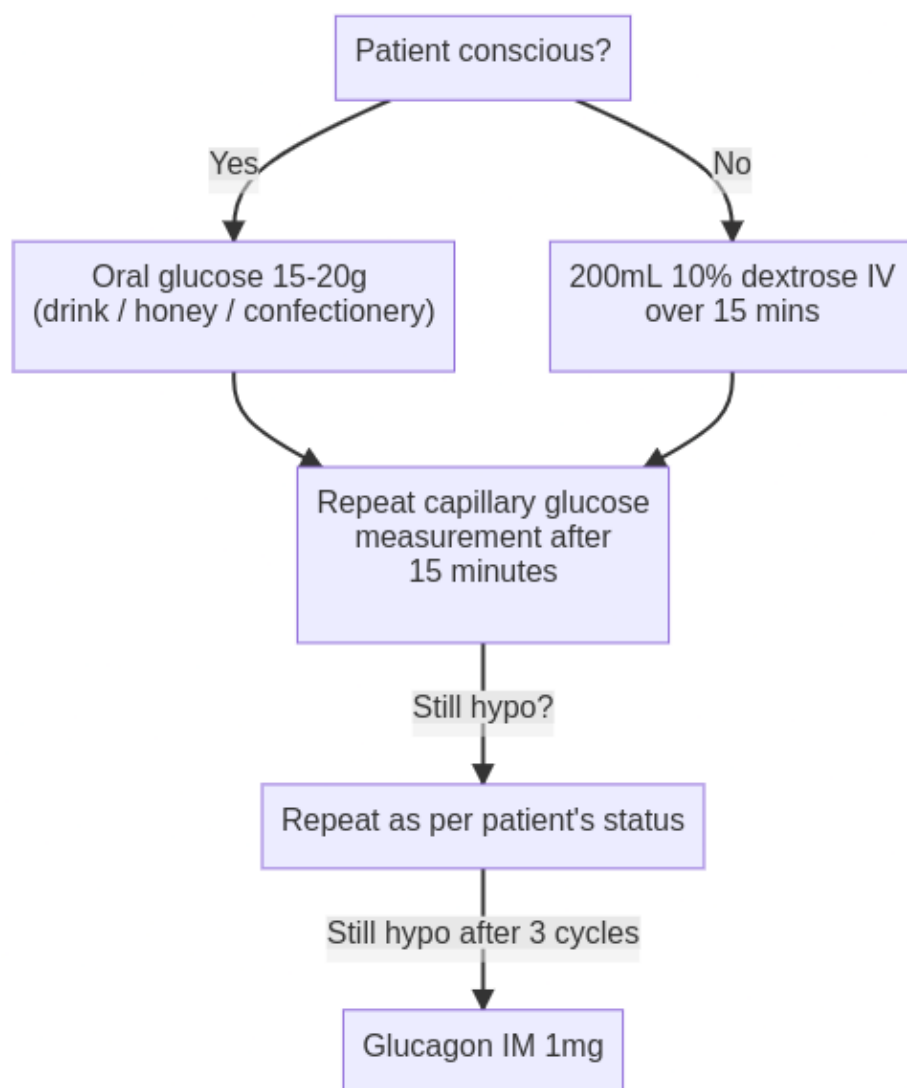 Patient conscious?
Yes
No
Oral glucose 15-20g
(drink / honey / confectionery)
200mL 10% dextrose IV
over 15 mins
Repeat capillary glucose
measurement after
15 minutes
Still hypo?
Repeat as per patient's status
Still hypo after 3 cycles
Glucagon IM 1mg